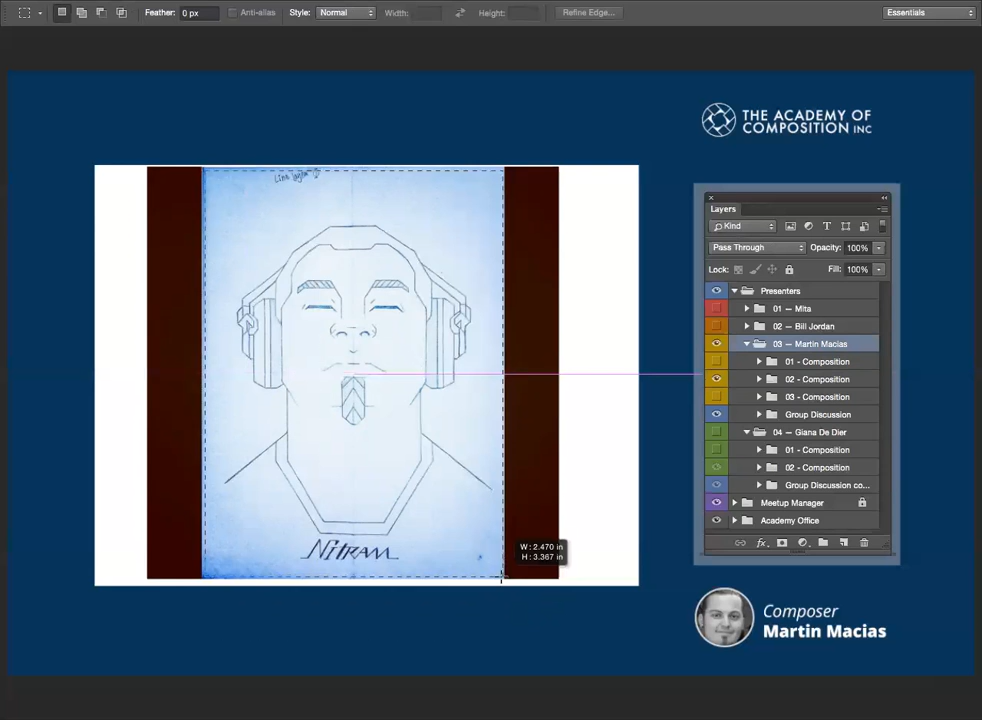 Feather: 0 px Anti-alias Style: Normal Width: Height: Refine Edge... Essentials
THE ACADEMY OF
COMPOSITION INC
Line
Layers
Kind
Pass Through Opacity: 100%
Lock: Fill: 100%
Presenters
01 — Mita
02 — Bill Jordan
03 — Martin Macias
01 - Composition
02 - Composition
03 - Composition
Group Discussion
04 — Giana De Dier
01 - Composition
02 - Composition
Group Discussion co...
Meetup Manager
Academy Office
fx
NiTRAM
W: 2.470 in
H: 3.367 in
Composer
Martin Macias